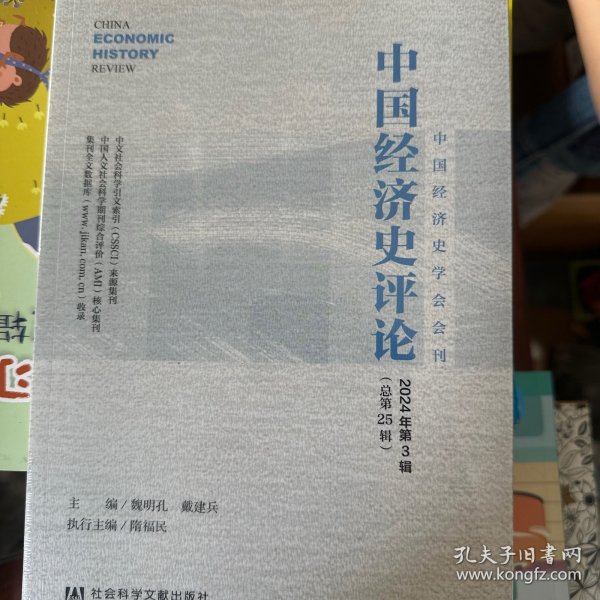 CHINA
ECONOMIC
HISTORY
REVIEW
中国经济史评论
中国经济史学会会刊
2024年第3辑
（总第25辑）
中文社会科学引文索引（CSSCI）来源集刊
中国人文社会科学期刊综合评价（AMI）核心集刊
集刊全文数据库（www.jikan.com.cn）收录
主 编/魏明孔 戴建兵
执行主编/隋福民
社会科学文献出版社
孔夫子旧书网
www.kongfz.com